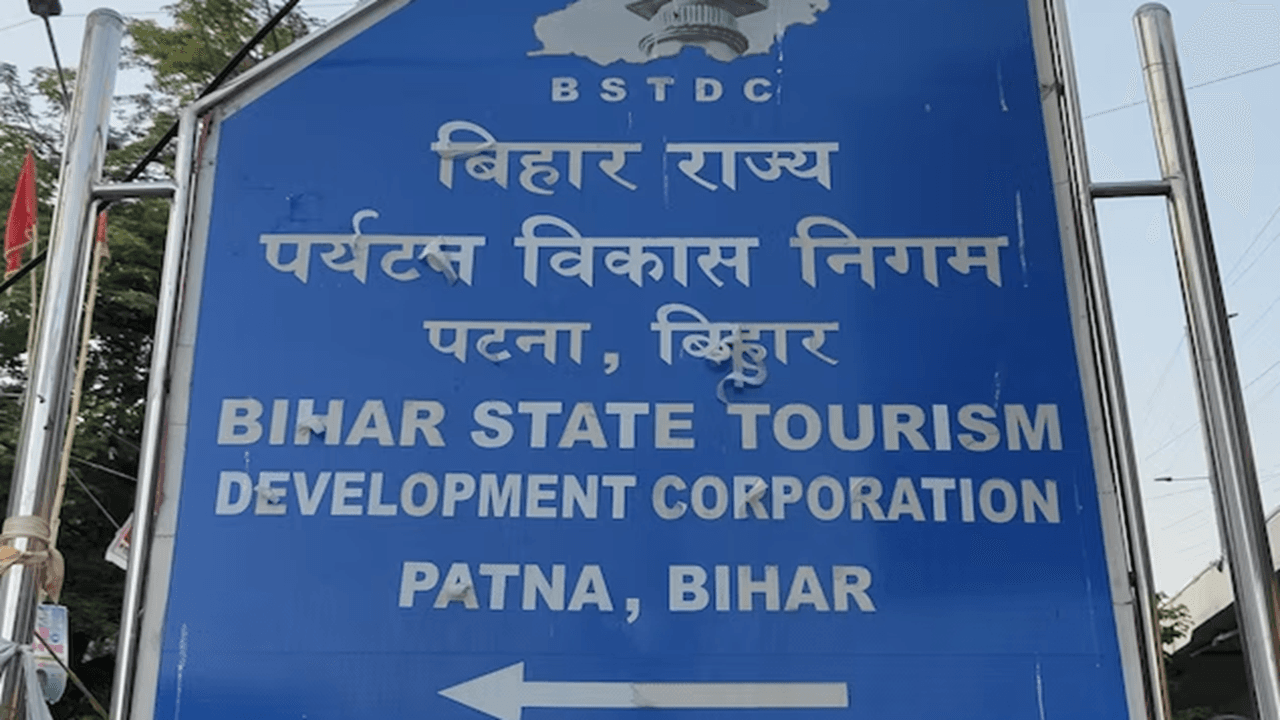 BSTDC
बिहार राज्य
पर्यटन विकास निगम
पटना, बिहार
BIHAR STATE TOURISM
DEVELOPMENT CORPORATION
PATNA, BIHAR